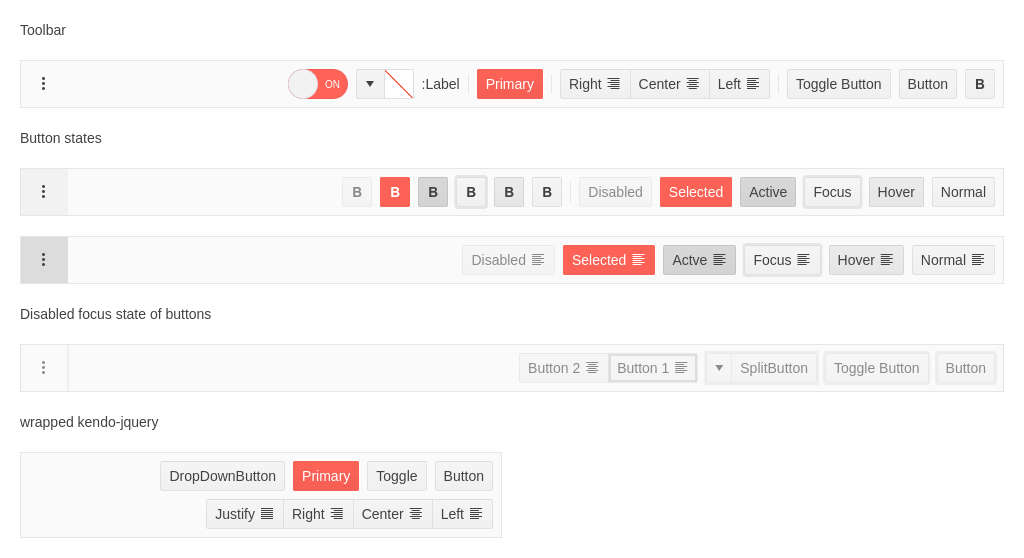 Toolbar
ON :Label Primary Right Center Left Toggle Button Button B
Button states
B B B B B B Disabled Selected Active Focus Hover Normal
Disabled Selected Actve Focus Hover Normal
Disabled focus state of buttons
Button 2 Button 1 SplitButton Toggle Button Button
wrapped kendo-jquery
DropDownButton Primary Toggle Button
Justify Right Center Left